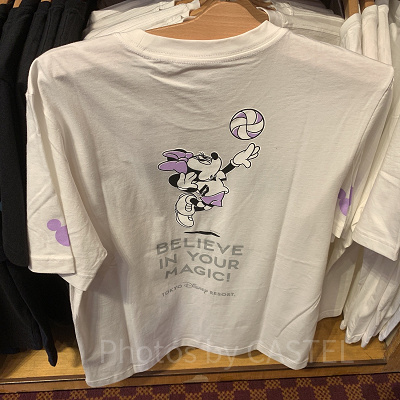 BELIEVE
IN YOUR
MAGIC!
TOKYO Disney RESORT.
Photos by CASTEL